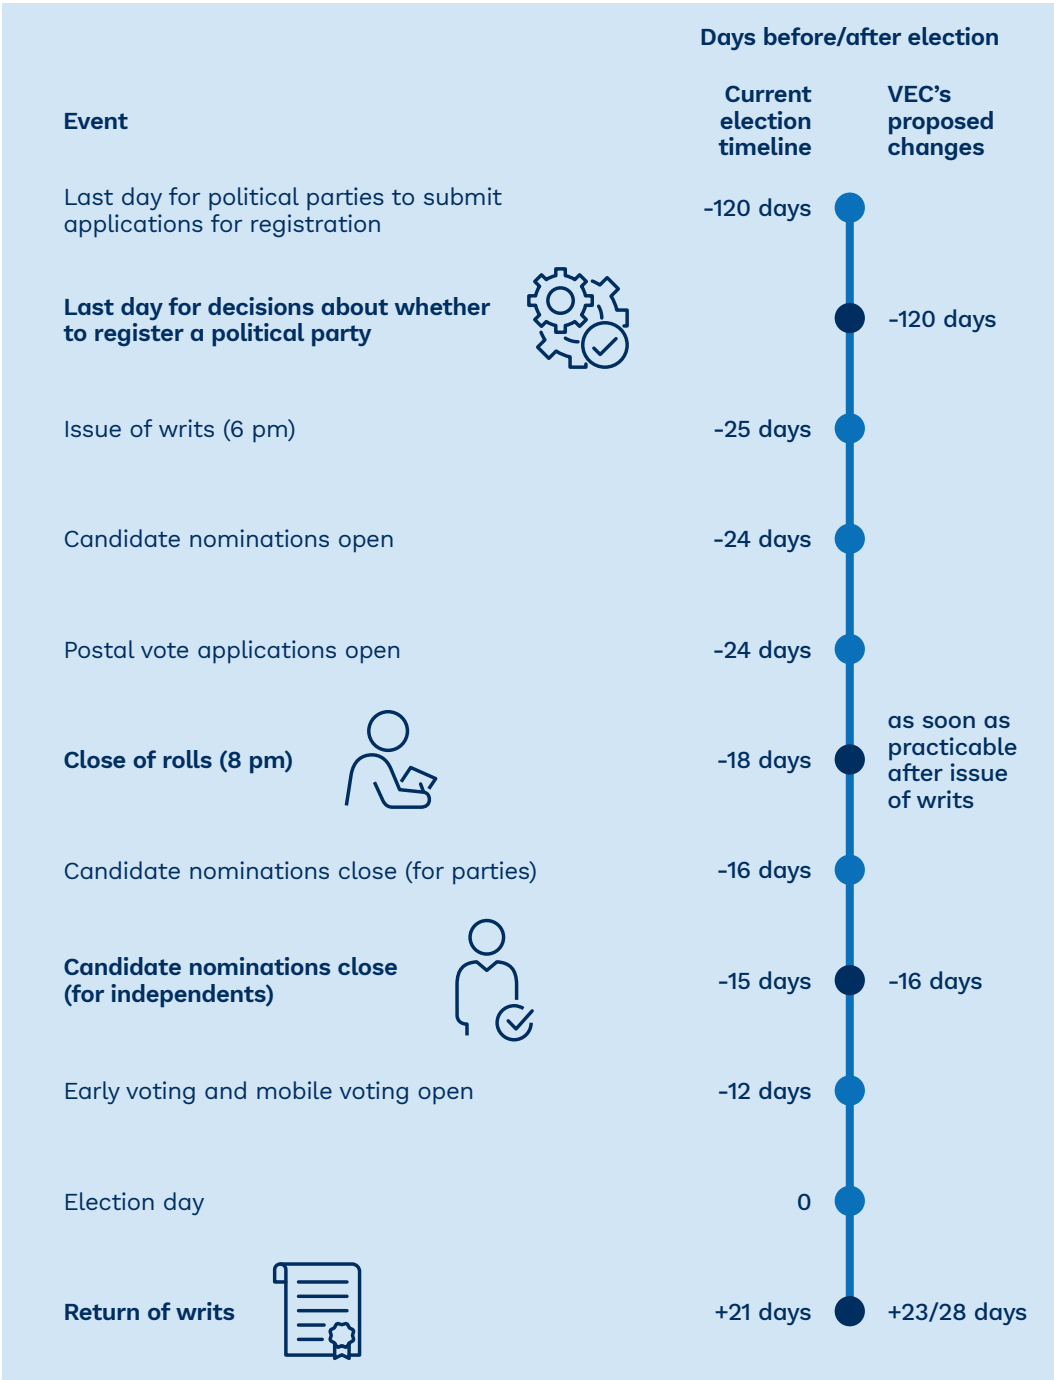 Days before/after election
Event
Current
election
timeline
VEC’s
proposed
changes
Last day for political parties to submit
applications for registration
-120 days
Last day for decisions about whether
to register a political party
-120 days
Issue of writs (6 pm)
-25 days
Candidate nominations open
-24 days
Postal vote applications open
-24 days
Close of rolls (8 pm)
-18 days
as soon as
practicable
after issue
of writs
Candidate nominations close (for parties)
-16 days
Candidate nominations close
(for independents)
-15 days
-16 days
Early voting and mobile voting open
-12 days
Election day
0
Return of writs
+21 days
+23/28 days